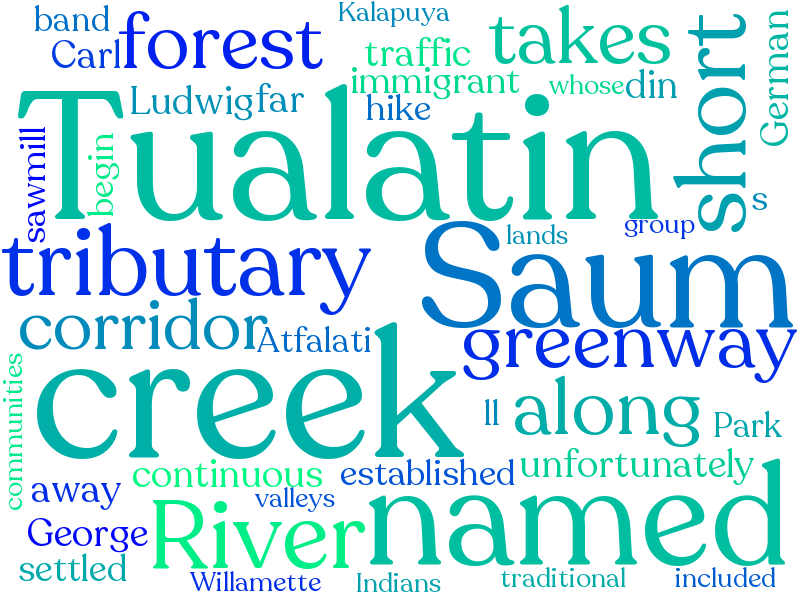 band
Carl
forest
Kalapuya
traffic
takes
immigrant
whose
din
short
German
Ludwig
far
hike
sawmill
begin
Tualatin
s
group
lands
tributary
Saum
corridor
Atfalati
greenway
communities
creek
ll
along
Park
away
continuous
established
unfortunately
valleys
George
River
named
settled
Willamette
Indians
traditional
included